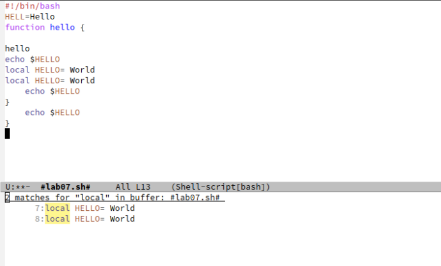 #!/bin/bash
HELL=Hello
function hello {
hello
echo $HELLO
local HELLO= World
local HELLO= World
echo $HELLO
}
echo $HELLO
}
U:**- #lab07.sh# All L13 (Shell-script[bash])
2 matches for "local" in buffer: #lab07.sh#
7:local HELLO= World
8:local HELLO= World